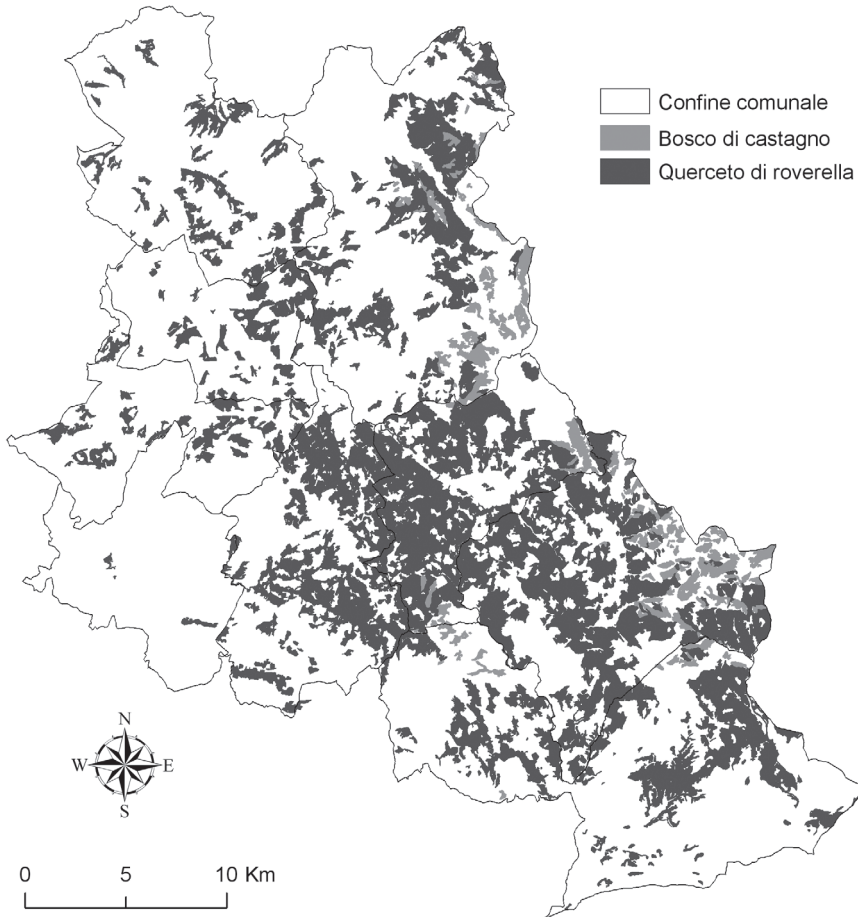 Confine comunale
Bosco di castagno
Querceto di roverella
N
W E
S
0 5 10 Km